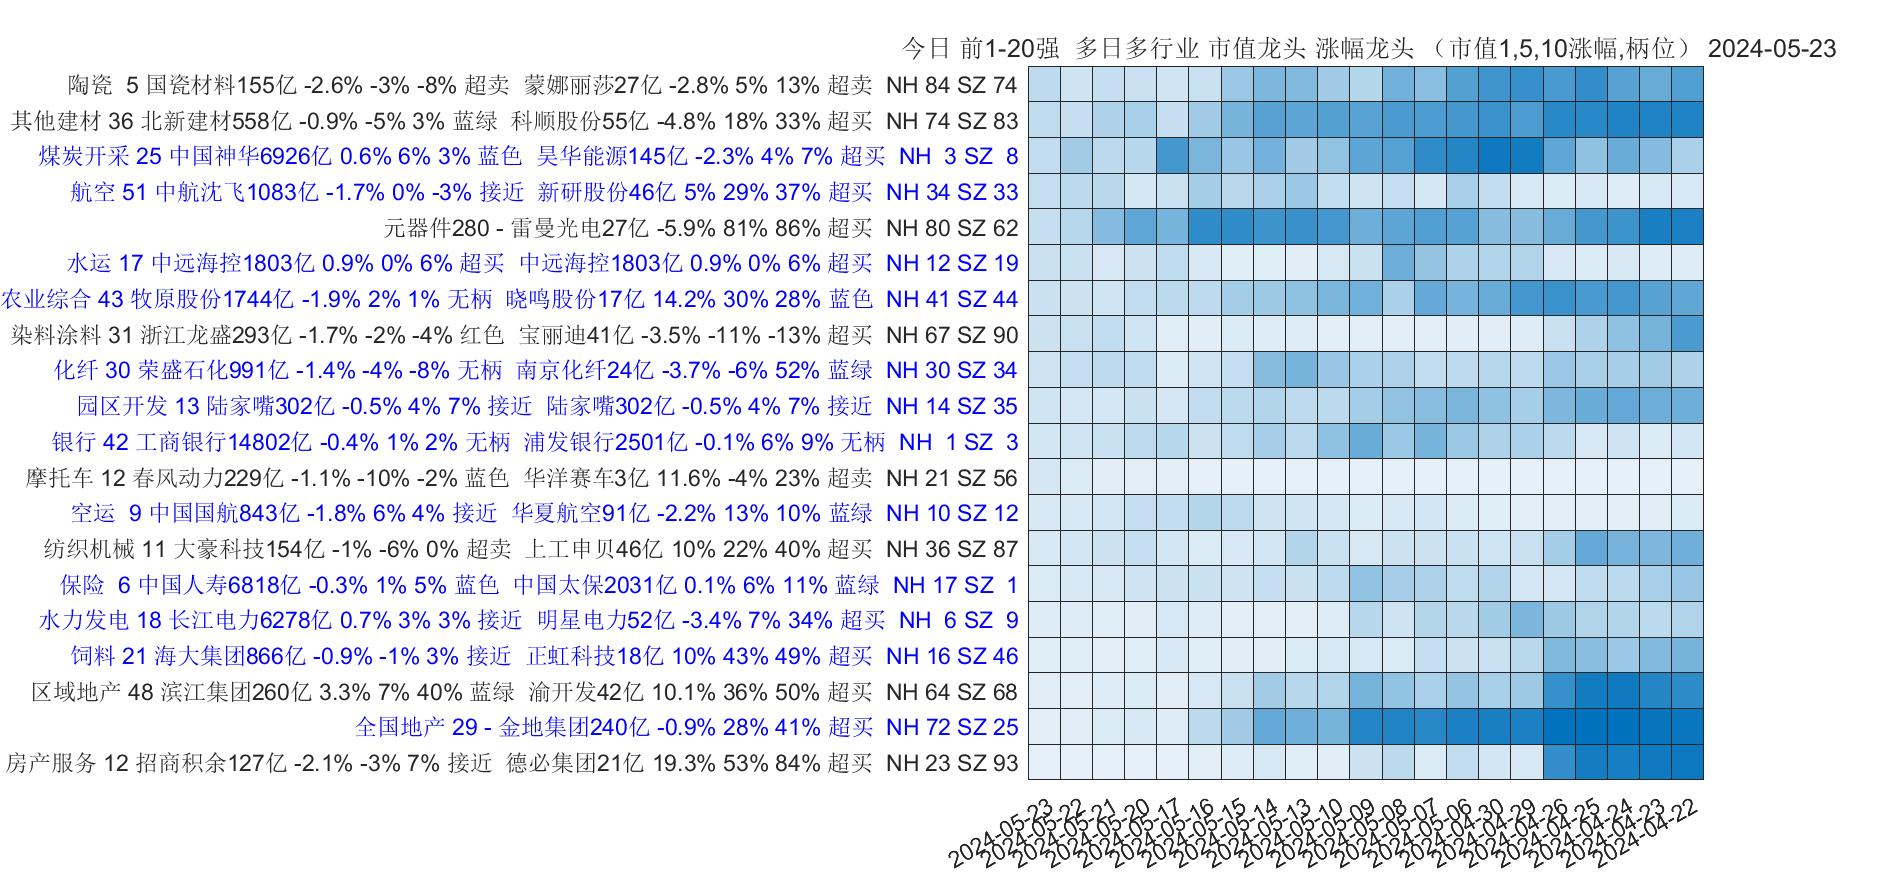 今日 前1-20强 多日多行业 市值龙头 涨幅龙头 （市值1,5,10涨幅,柄位） 2024-05-23
陶瓷 5 国瓷材料155亿 -2.6% -3% -8% 超卖 蒙娜丽莎27亿 -2.8% 5% 13% 超卖 NH 84 SZ 74
其他建材 36 北新建材558亿 -0.9% -5% 3% 蓝绿 科顺股份55亿 -4.8% 18% 33% 超买 NH 74 SZ 83
煤炭开采 25 中国神华6926亿 0.6% 6% 3% 蓝色 昊华能源145亿 -2.3% 4% 7% 超买 NH 3 SZ 8
航空 51 中航沈飞1083亿 -1.7% 0% -3% 接近 新研股份46亿 5% 29% 37% 超买 NH 34 SZ 33
元器件280 - 雷曼光电27亿 -5.9% 81% 86% 超买 NH 80 SZ 62
水运 17 中远海控1803亿 0.9% 0% 6% 超买 中远海控1803亿 0.9% 0% 6% 超买 NH 12 SZ 19
农业综合 43 牧原股份1744亿 -1.9% 2% 1% 无柄 晓鸣股份17亿 14.2% 30% 28% 蓝色 NH 41 SZ 44
染料涂料 31 浙江龙盛293亿 -1.7% -2% -4% 红色 宝丽迪41亿 -3.5% -11% -13% 超买 NH 67 SZ 90
化纤 30 荣盛石化991亿 -1.4% -4% -8% 无柄 南京化纤24亿 -3.7% -6% 52% 蓝绿 NH 30 SZ 34
园区开发 13 陆家嘴302亿 -0.5% 4% 7% 接近 陆家嘴302亿 -0.5% 4% 7% 接近 NH 14 SZ 35
银行 42 工商银行14802亿 -0.4% 1% 2% 无柄 浦发银行2501亿 -0.1% 6% 9% 无柄 NH 1 SZ 3
摩托车 12 春风动力229亿 -1.1% -10% -2% 蓝色 华洋赛车3亿 11.6% -4% 23% 超卖 NH 21 SZ 56
空运 9 中国国航843亿 -1.8% 6% 4% 接近 华夏航空91亿 -2.2% 13% 10% 蓝绿 NH 10 SZ 12
纺织机械 11 大豪科技154亿 -1% -6% 0% 超卖 上工申贝46亿 10% 22% 40% 超买 NH 36 SZ 87
保险 6 中国人寿6818亿 -0.3% 1% 5% 蓝色 中国太保2031亿 0.1% 6% 11% 蓝绿 NH 17 SZ 1
水力发电 18 长江电力6278亿 0.7% 3% 3% 接近 明星电力52亿 -3.4% 7% 34% 超买 NH 6 SZ 9
饲料 21 海大集团866亿 -0.9% -1% 3% 接近 正虹科技18亿 10% 43% 49% 超买 NH 16 SZ 46
区域地产 48 滨江集团260亿 3.3% 7% 40% 蓝绿 渝开发42亿 10.1% 36% 50% 超买 NH 64 SZ 68
全国地产 29 - 金地集团240亿 -0.9% 28% 41% 超买 NH 72 SZ 25
房产服务 12 招商积余127亿 -2.1% -3% 7% 接近 德必集团21亿 19.3% 53% 84% 超买 NH 23 SZ 93
2024-05-23
2024-05-22
2024-05-21
2024-05-20
2024-05-17
2024-05-16
2024-05-15
2024-05-14
2024-05-13
2024-05-10
2024-05-09
2024-05-08
2024-05-07
2024-05-06
2024-04-30
2024-04-29
2024-04-26
2024-04-25
2024-04-24
2024-04-23
2024-04-22